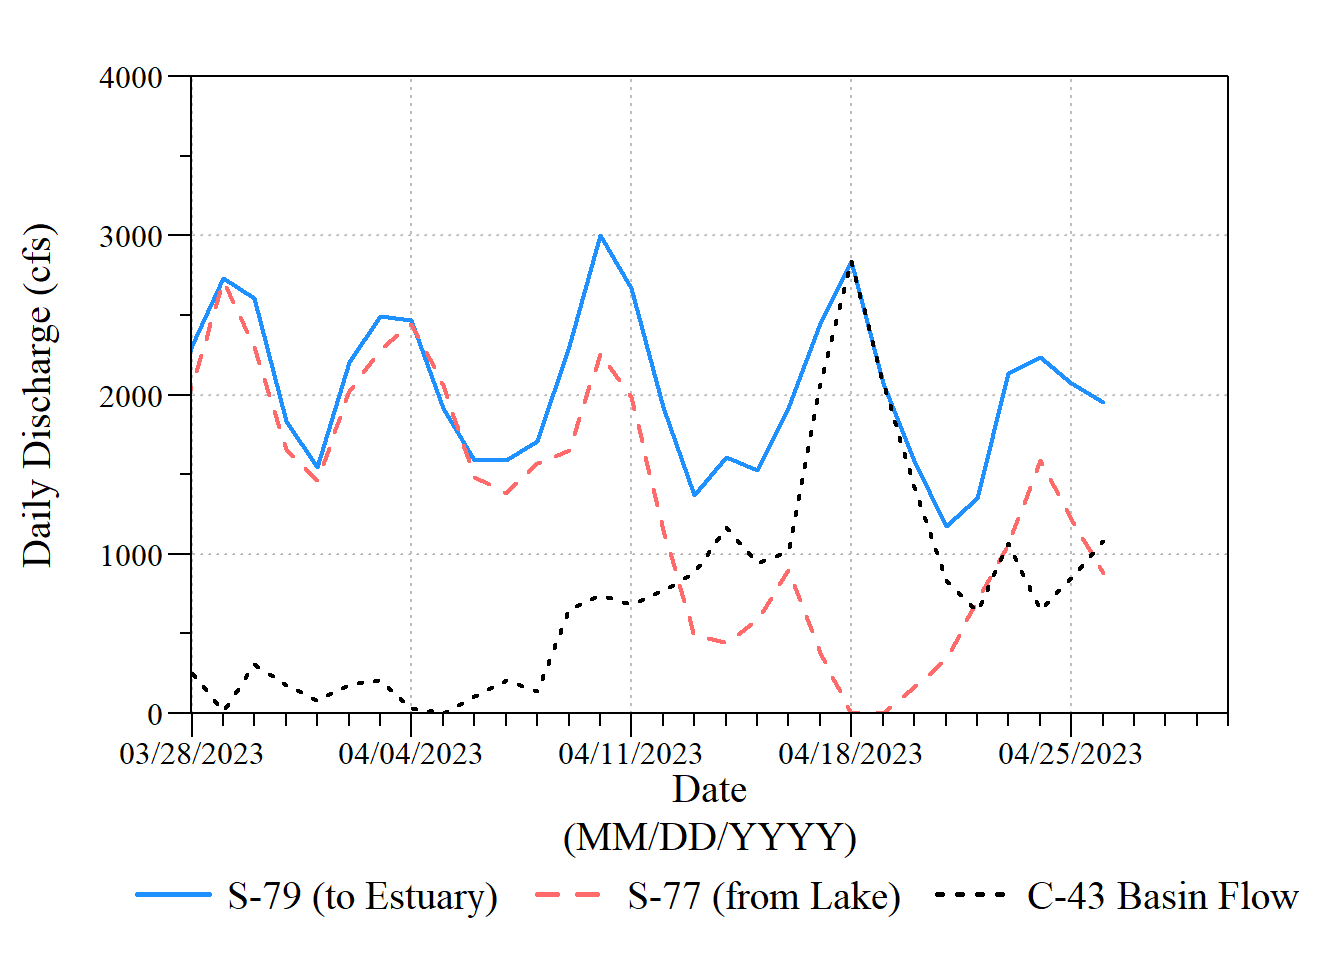 4000
3000
2000
1000
0
Daily Discharge (cfs)
03/28/2023 04/04/2023 04/11/2023 04/18/2023 04/25/2023
Date
(MM/DD/YYYY)
S-79 (to Estuary) S-77 (from Lake) C-43 Basin Flow